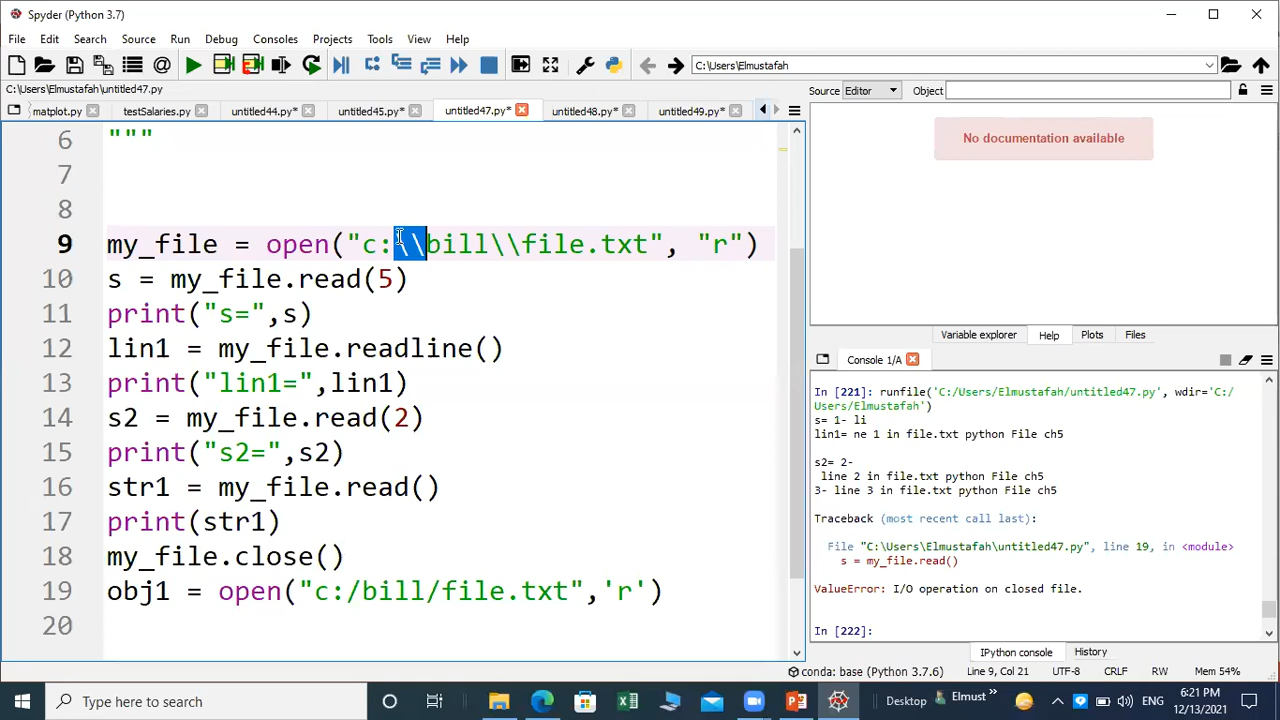 Spyder (Python 3.7)
File Edit Search Source Run Debug Consoles Projects Tools View Help
C:\Users\Elmustafah
C:\Users\Elmustafah\untitled47.py
Source Editor Object
matplot.py testSalaries.py untitled44.py* untitled45.py* untitled47.py* untitled48.py* untitled49.py*
No documentation available
6 """
7
8
9 my_file = open("c:\\bill\\file.txt", "r")
10 s = my_file.read(5)
11 print("s=",s)
12 lin1 = my_file.readline()
13 print("lin1=",lin1)
14 s2 = my_file.read(2)
15 print("s2=",s2)
16 str1 = my_file.read()
17 print(str1)
18 my_file.close()
19 obj1 = open("c:/bill/file.txt",'r')
20
Variable explorer Help Plots Files
Console 1/A
In [221]: runfile('C:/Users/Elmustafah/untitled47.py', wdir='C:/
Users/Elmustafah')
s= 1- li
lin1= ne 1 in file.txt python File ch5
s2= 2-
line 2 in file.txt python File ch5
3- line 3 in file.txt python File ch5
Traceback (most recent call last):
File "C:\Users\Elmustafah\untitled47.py", line 19, in <module>
s = my_file.read()
ValueError: I/O operation on closed file.
In [222]:
IPython console History
conda: base (Python 3.7.6) Line 9, Col 21 UTF-8 CRLF RW Mem 54%
Type here to search
Desktop Elmust ENG
6:21 PM
12/13/2021